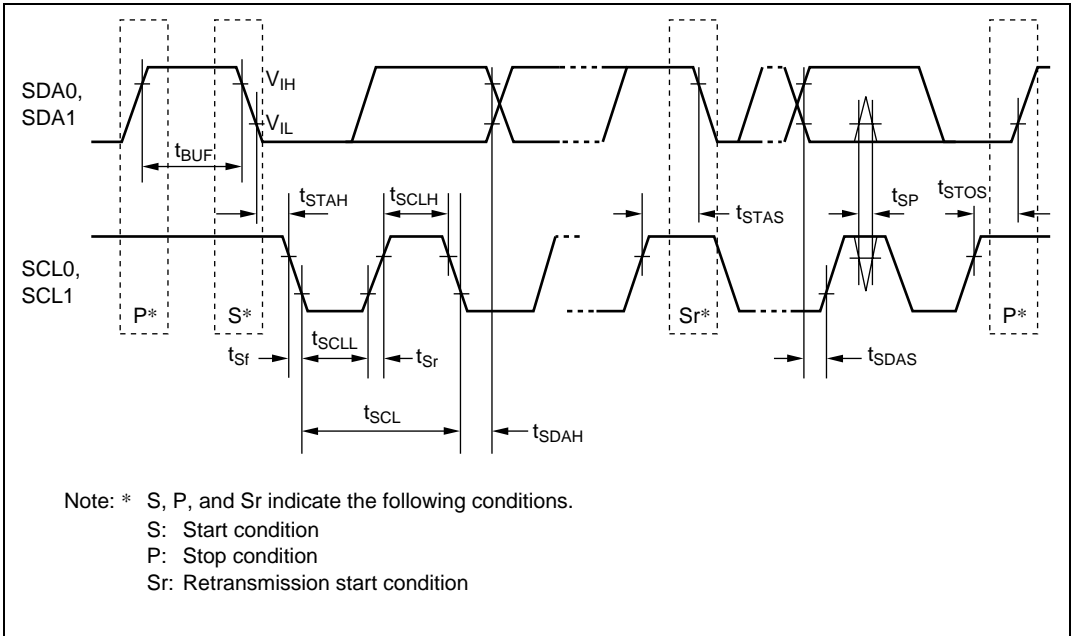 SDA0,
SDA1
V_IH
V_IL
t_BUF
t_STAH
t_SCLH
t_STAS
t_SP
t_STOS
SCL0,
SCL1
P*
S*
Sr*
P*
t_Sf
t_SCLL
t_Sr
t_SDAS
t_SCL
t_SDAH
Note: * S, P, and Sr indicate the following conditions.
S: Start condition
P: Stop condition
Sr: Retransmission start condition